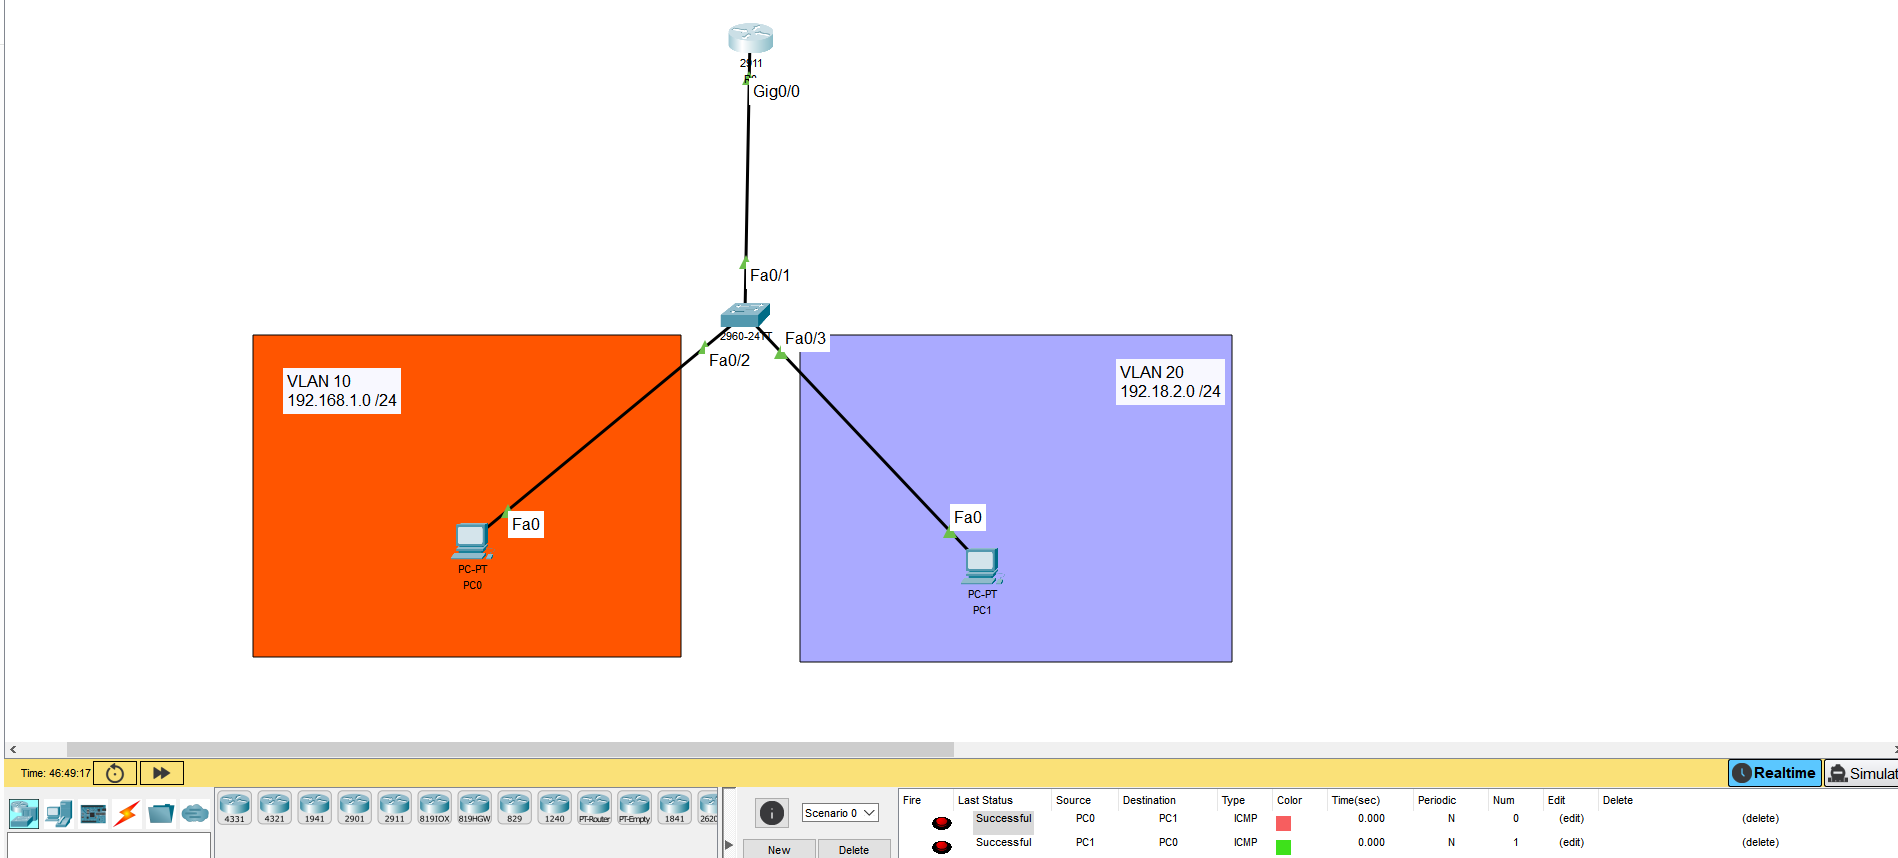 2911
Gig0/0
Fa0/1
2960-24TT
Fa0/3
Fa0/2
VLAN 10
192.168.1.0 /24
VLAN 20
192.18.2.0 /24
Fa0
PC-PT
PC0
Fa0
PC-PT
PC1
Time: 46:49:17
Realtime
Simulat
4331
4321
1941
2901
2911
819IOX
819HGW
829
1240
PT-Router
PT-Empty
1841
262
Scenario 0
New
Delete
Fire Last Status Source Destination Type Color Time(sec) Periodic Num Edit Delete
Successful PC0 PC1 ICMP 0.000 N 0 (edit) (delete)
Successful PC1 PC0 ICMP 0.000 N 1 (edit) (delete)